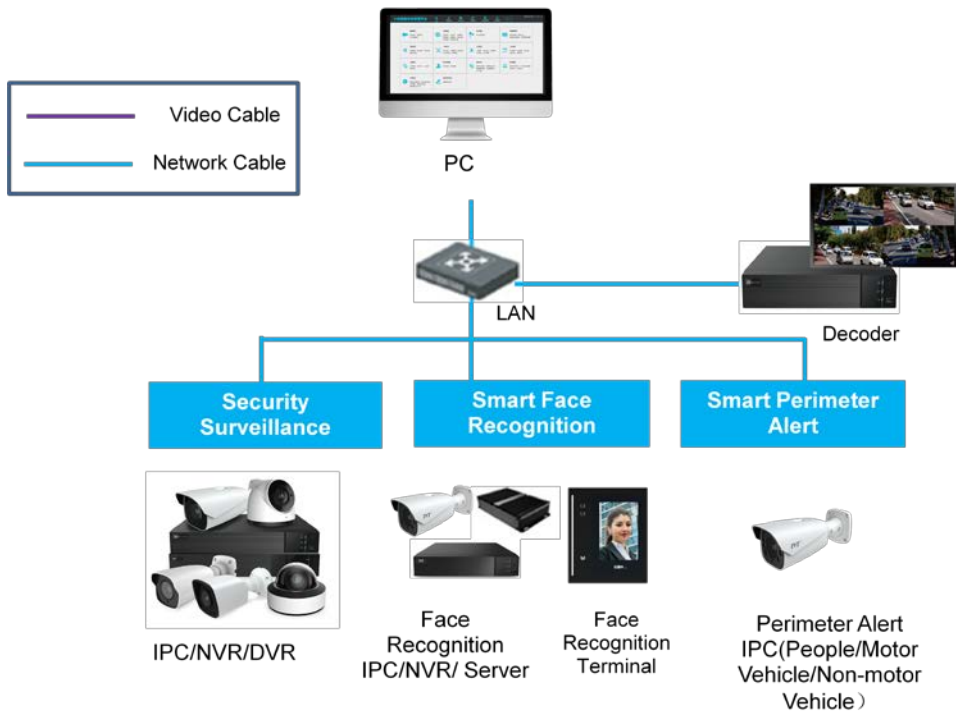 Video Cable
Network Cable
PC
LAN
Decoder
Security
Surveillance
Smart Face
Recognition
Smart Perimeter
Alert
IPC/NVR/DVR
Face
Recognition
IPC/NVR/ Server
Face
Recognition
Terminal
Perimeter Alert
IPC(People/Motor
Vehicle/Non-motor
Vehicle）